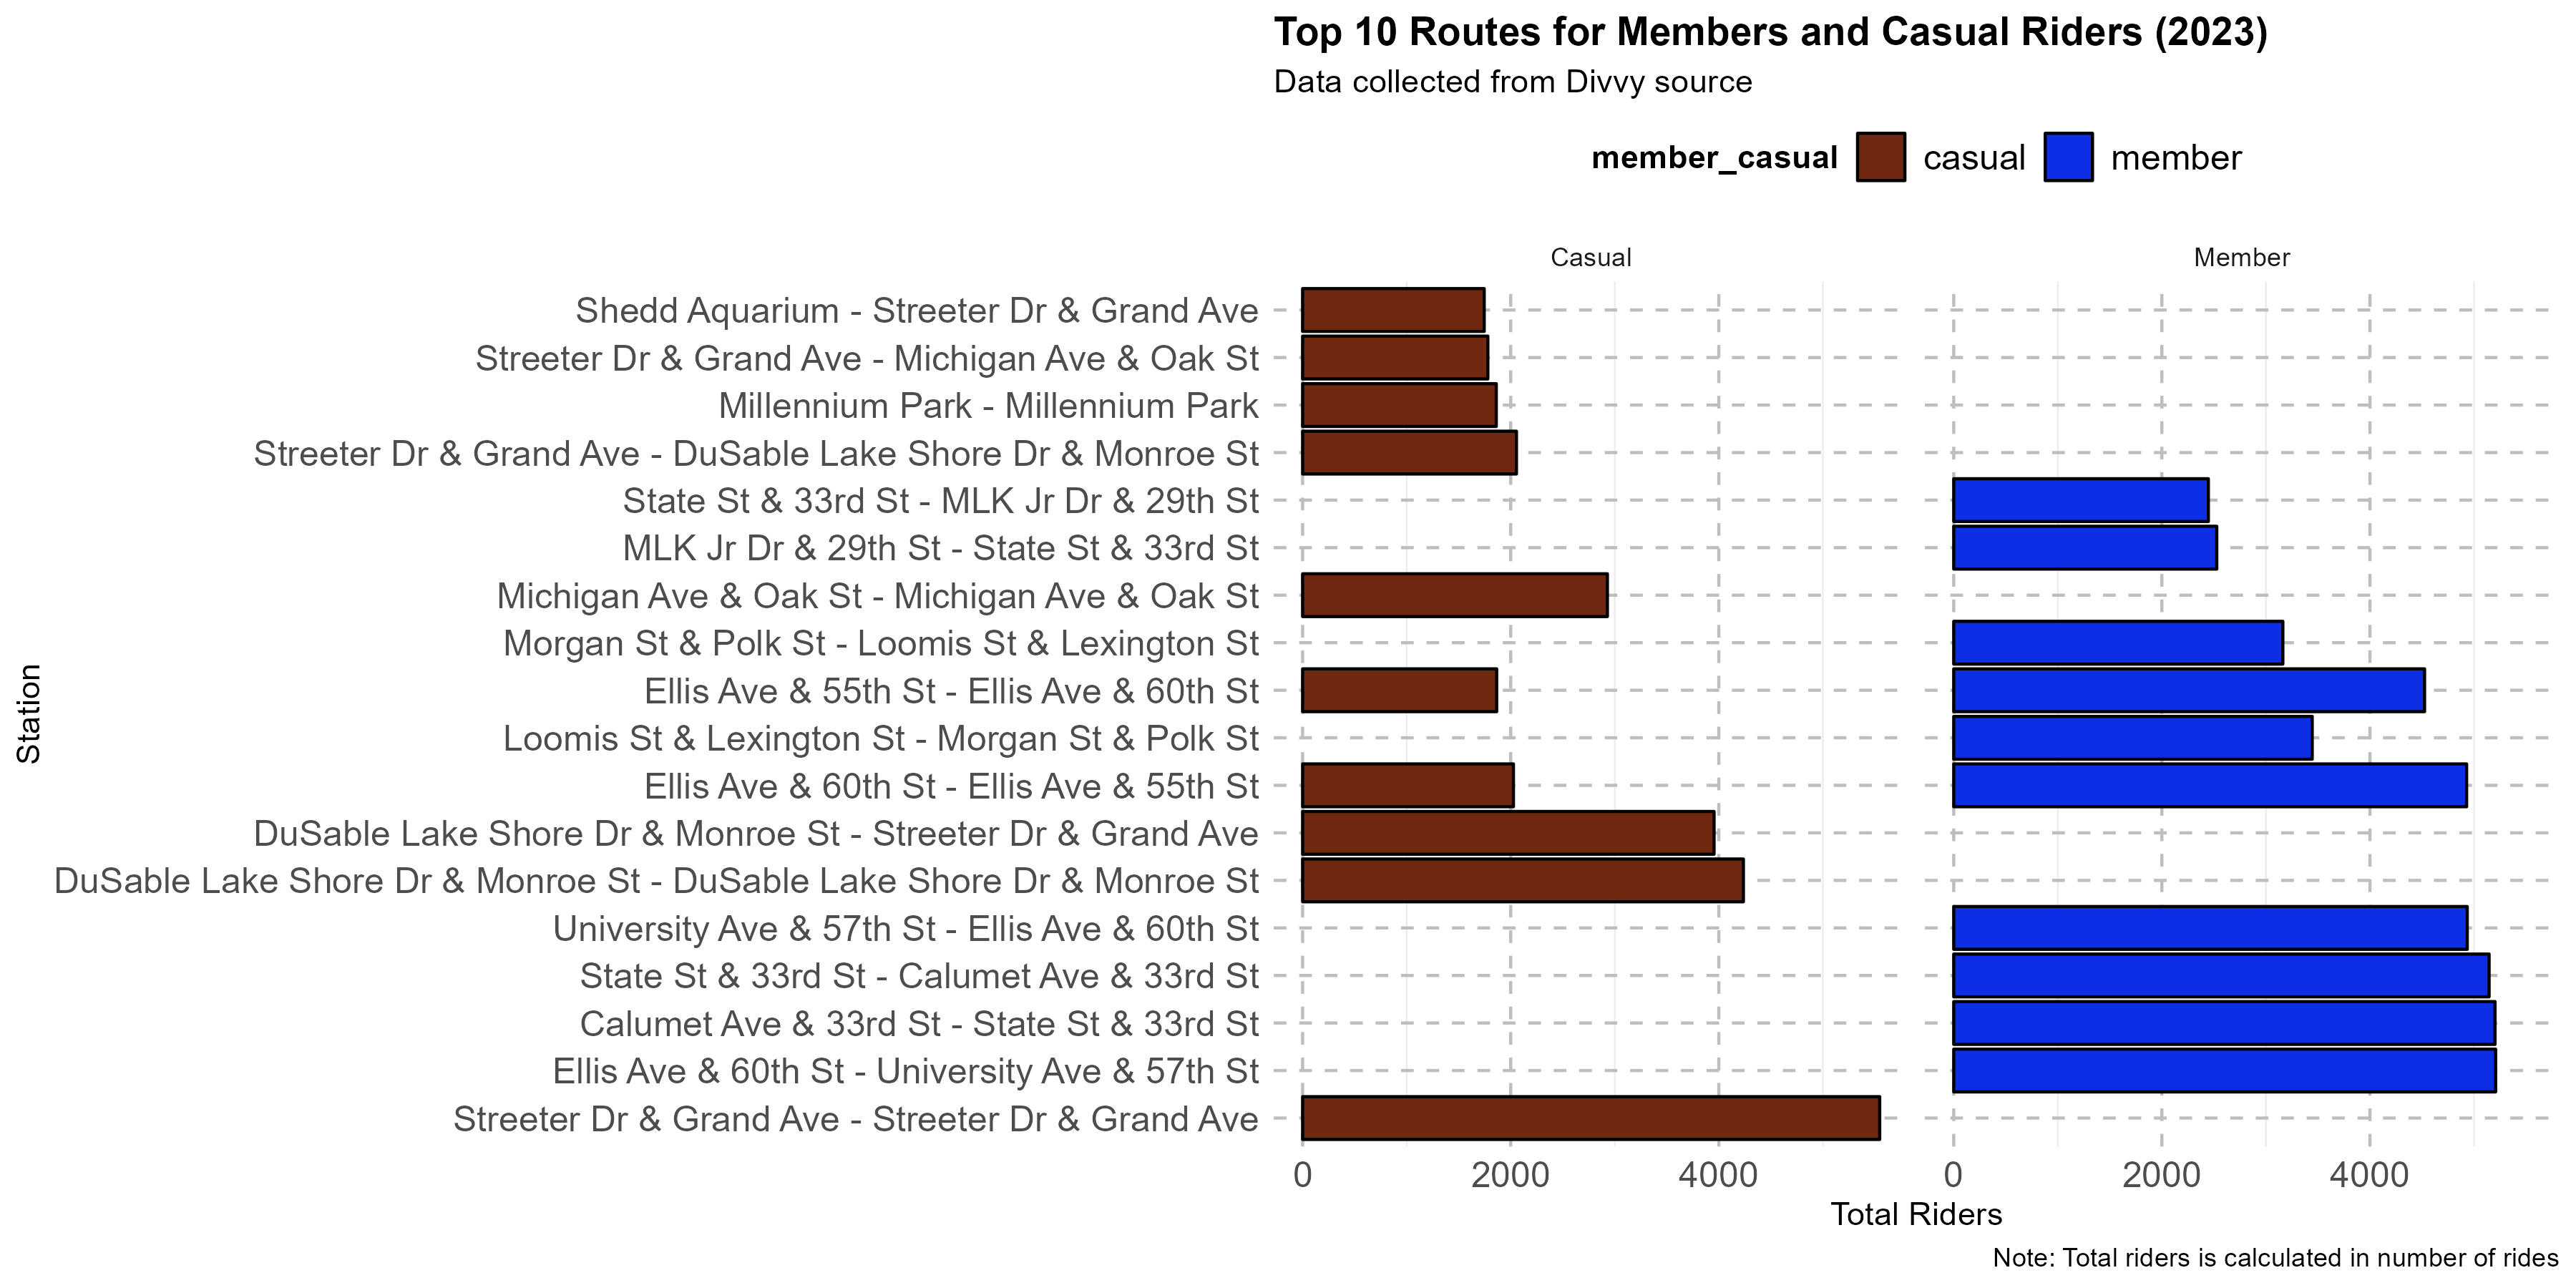 Top 10 Routes for Members and Casual Riders (2023)
Data collected from Divvy source
member_casual casual member
Casual Member
Shedd Aquarium - Streeter Dr & Grand Ave
Streeter Dr & Grand Ave - Michigan Ave & Oak St
Millennium Park - Millennium Park
Streeter Dr & Grand Ave - DuSable Lake Shore Dr & Monroe St
State St & 33rd St - MLK Jr Dr & 29th St
MLK Jr Dr & 29th St - State St & 33rd St
Michigan Ave & Oak St - Michigan Ave & Oak St
Morgan St & Polk St - Loomis St & Lexington St
Ellis Ave & 55th St - Ellis Ave & 60th St
Loomis St & Lexington St - Morgan St & Polk St
Ellis Ave & 60th St - Ellis Ave & 55th St
DuSable Lake Shore Dr & Monroe St - Streeter Dr & Grand Ave
DuSable Lake Shore Dr & Monroe St - DuSable Lake Shore Dr & Monroe St
University Ave & 57th St - Ellis Ave & 60th St
State St & 33rd St - Calumet Ave & 33rd St
Calumet Ave & 33rd St - State St & 33rd St
Ellis Ave & 60th St - University Ave & 57th St
Streeter Dr & Grand Ave - Streeter Dr & Grand Ave
Station
0 2000 4000 0 2000 4000
Total Riders
Note: Total riders is calculated in number of rides